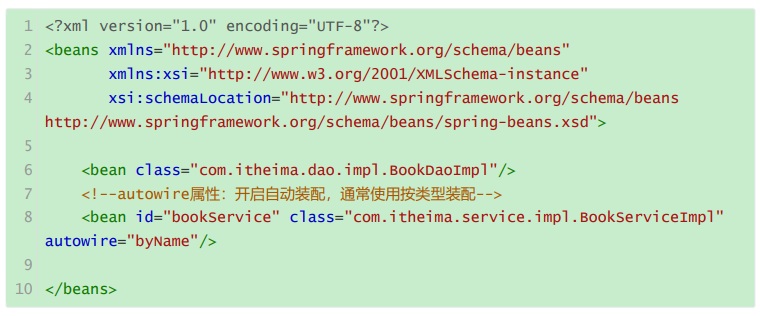 1 <?xml version="1.0" encoding="UTF-8"?>
2 <beans xmlns="http://www.springframework.org/schema/beans"
3 xmlns:xsi="http://www.w3.org/2001/XMLSchema-instance"
4 xsi:schemaLocation="http://www.springframework.org/schema/beans
http://www.springframework.org/schema/beans/spring-beans.xsd">
5
6 <bean class="com.itheima.dao.impl.BookDaoImpl"/>
7 <!--autowire属性：开启自动装配，通常使用按类型装配-->
8 <bean id="bookService" class="com.itheima.service.impl.BookServiceImpl"
autowire="byName"/>
9
10 </beans>